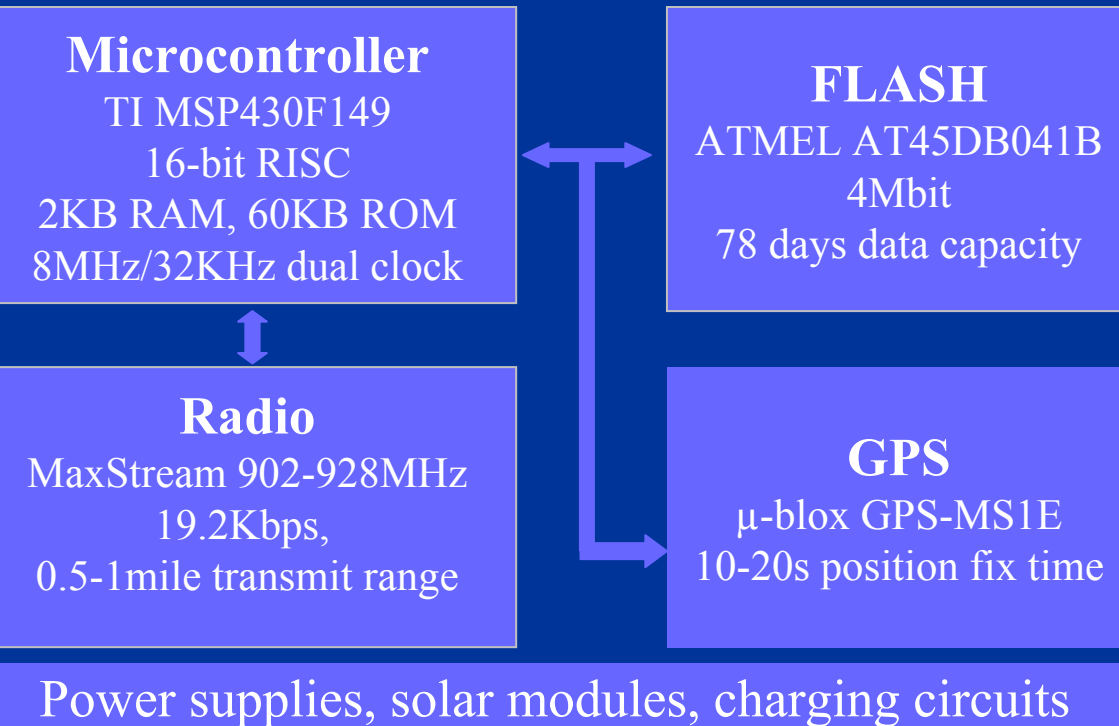 Microcontroller
TI MSP430F149
16-bit RISC
2KB RAM, 60KB ROM
8MHz/32KHz dual clock
FLASH
ATMEL AT45DB041B
4Mbit
78 days data capacity
Radio
MaxStream 902-928MHz
19.2Kbps,
0.5-1mile transmit range
GPS
µ-blox GPS-MS1E
10-20s position fix time
Power supplies, solar modules, charging circuits